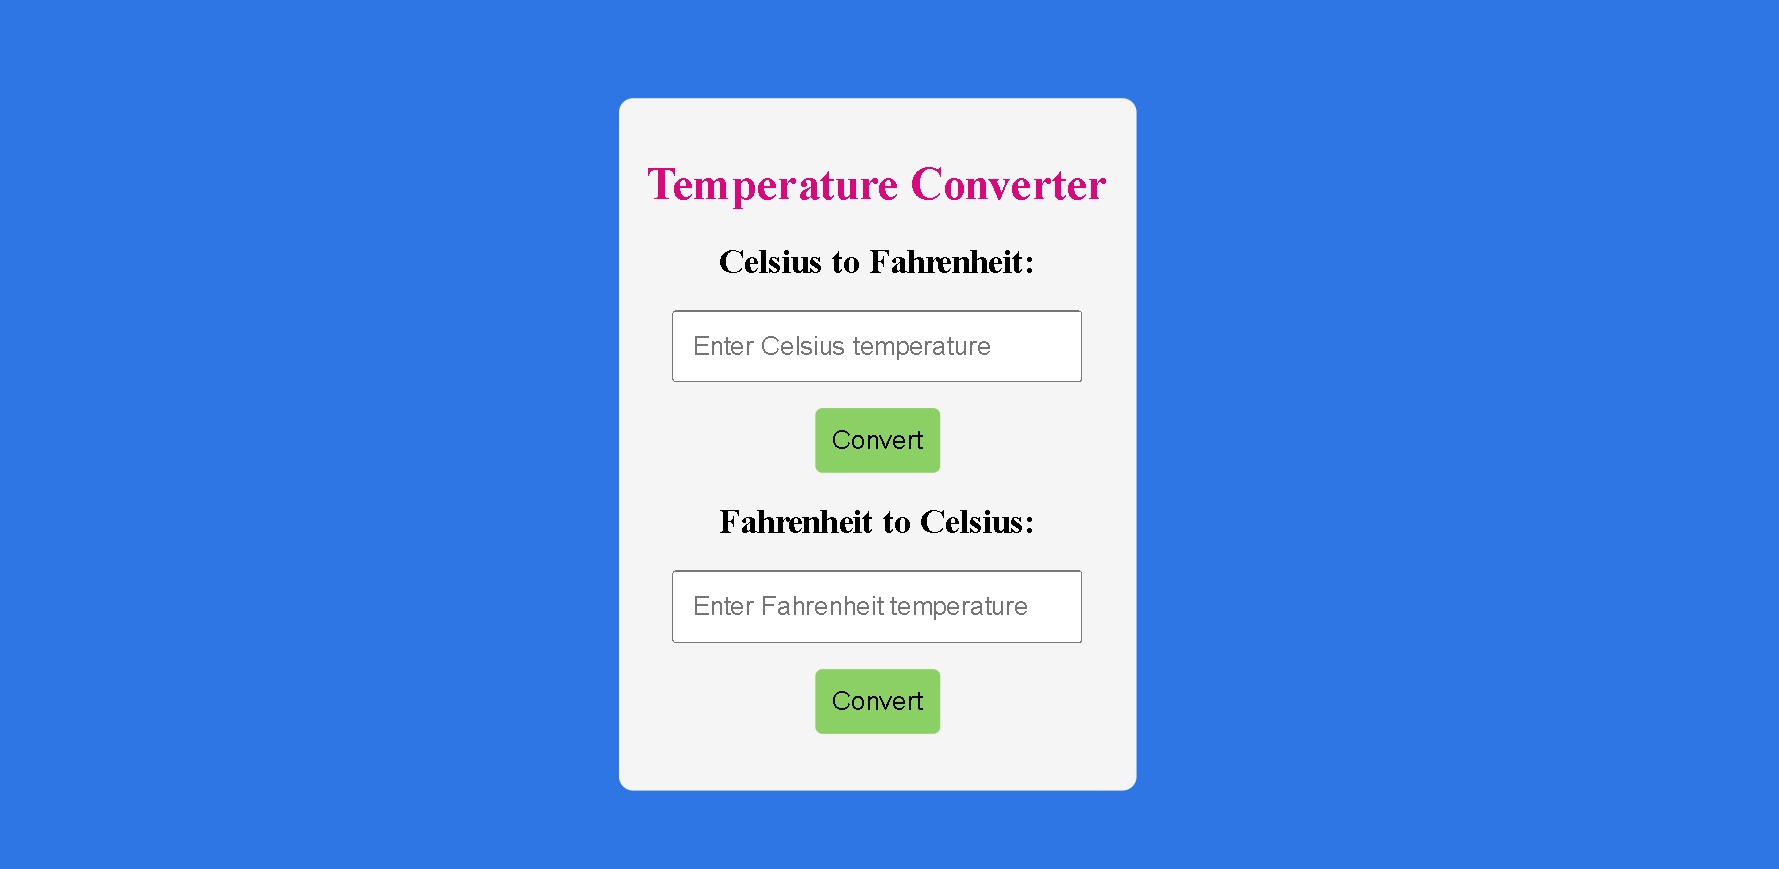 Temperature Converter
Celsius to Fahrenheit:
Enter Celsius temperature
Convert
Fahrenheit to Celsius:
Enter Fahrenheit temperature
Convert